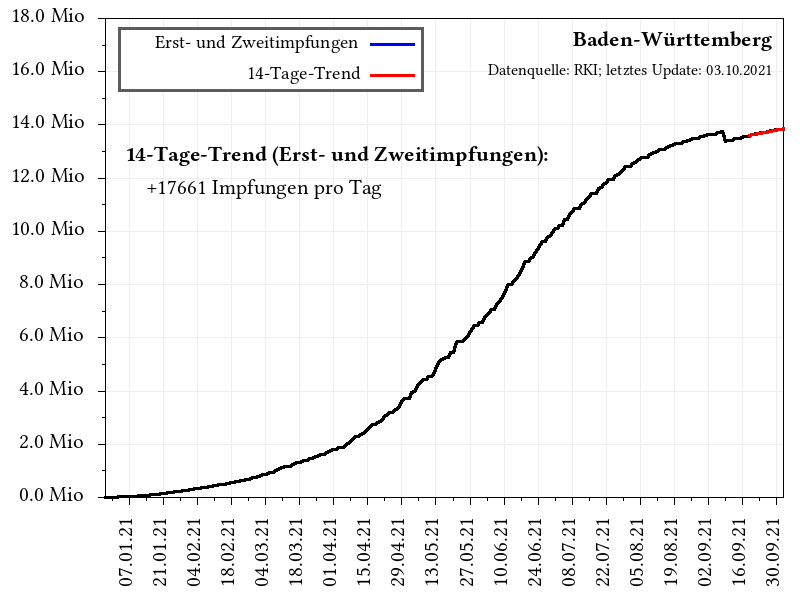 18.0 Mio
16.0 Mio
14.0 Mio
12.0 Mio
10.0 Mio
8.0 Mio
6.0 Mio
4.0 Mio
2.0 Mio
0.0 Mio
Erst- und Zweitimpfungen
14-Tage-Trend
Baden-Württemberg
Datenquelle: RKI; letztes Update: 03.10.2021
14-Tage-Trend (Erst- und Zweitimpfungen):
+17661 Impfungen pro Tag
07.01.21
21.01.21
04.02.21
18.02.21
04.03.21
18.03.21
01.04.21
15.04.21
29.04.21
13.05.21
27.05.21
10.06.21
24.06.21
08.07.21
22.07.21
05.08.21
19.08.21
02.09.21
16.09.21
30.09.21